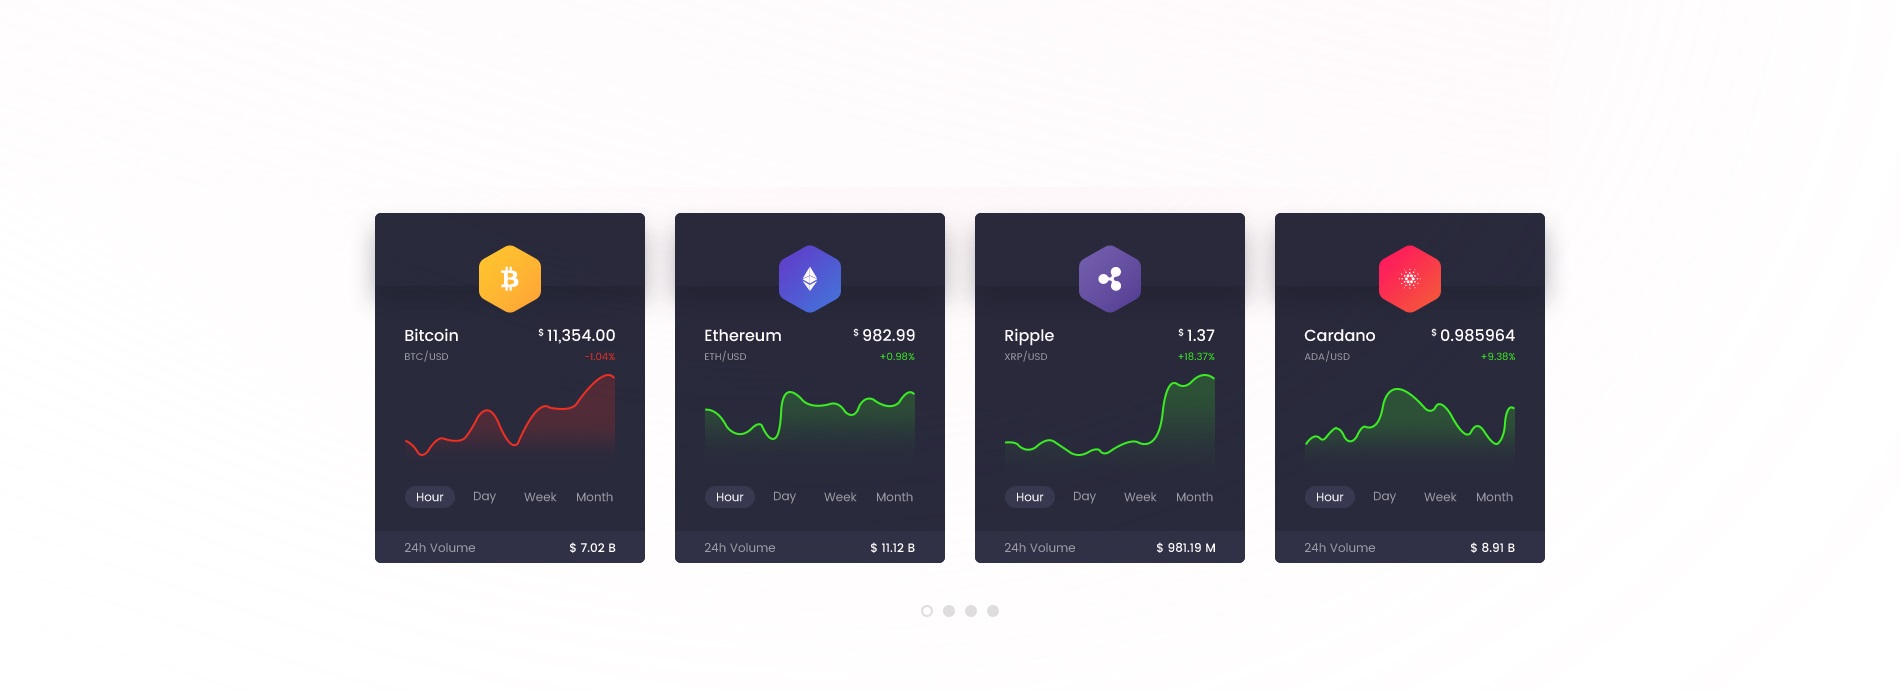 Bitcoin $ 11,354.00
BTC/USD -1.04%
Hour Day Week Month
24h Volume $ 7.02 B
Ethereum $ 982.99
ETH/USD +0.98%
Hour Day Week Month
24h Volume $ 11.12 B
Ripple $ 1.37
XRP/USD +18.37%
Hour Day Week Month
24h Volume $ 981.19 M
Cardano $ 0.985964
ADA/USD +9.38%
Hour Day Week Month
24h Volume $ 8.91 B